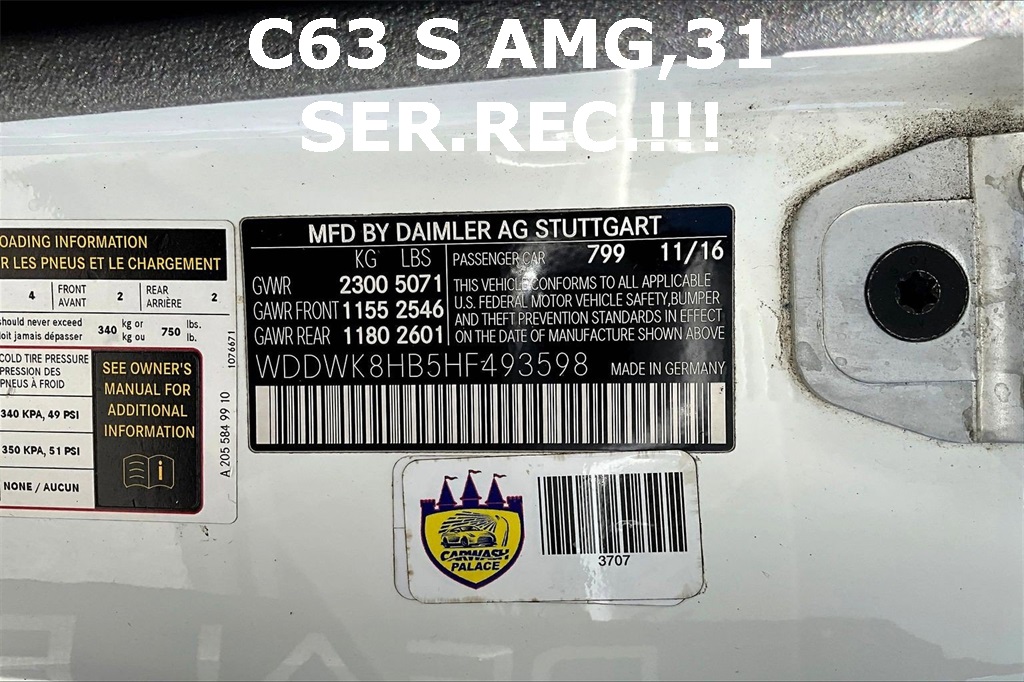 C63 S AMG,31
SER.REC.!!!
OADING INFORMATION
R LES PNEUS ET LE CHARGEMENT
4 FRONT AVANT 2 REAR ARRIÈRE 2
should never exceed 340 kg or 750 lbs.
oit jamais dépasser kg ou lb.
COLD TIRE PRESSURE
PRESSION DES
PNEUS À FROID
340 KPA, 49 PSI
350 KPA, 51 PSI
NONE / AUCUN
SEE OWNER'S
MANUAL FOR
ADDITIONAL
INFORMATION
1076671
A 205 584 99 10
MFD BY DAIMLER AG STUTTGART
KG LBS
GVWR 2300 5071
GAWR FRONT 1155 2546
GAWR REAR 1180 2601
PASSENGER CAR 799 11/16
THIS VEHICLE CONFORMS TO ALL APPLICABLE
U.S. FEDERAL MOTOR VEHICLE SAFETY,BUMPER
AND THEFT PREVENTION STANDARDS IN EFFECT
ON THE DATE OF MANUFACTURE SHOWN ABOVE
WDDWK8HB5HF493598 MADE IN GERMANY
CARWASH
PALACE
3707